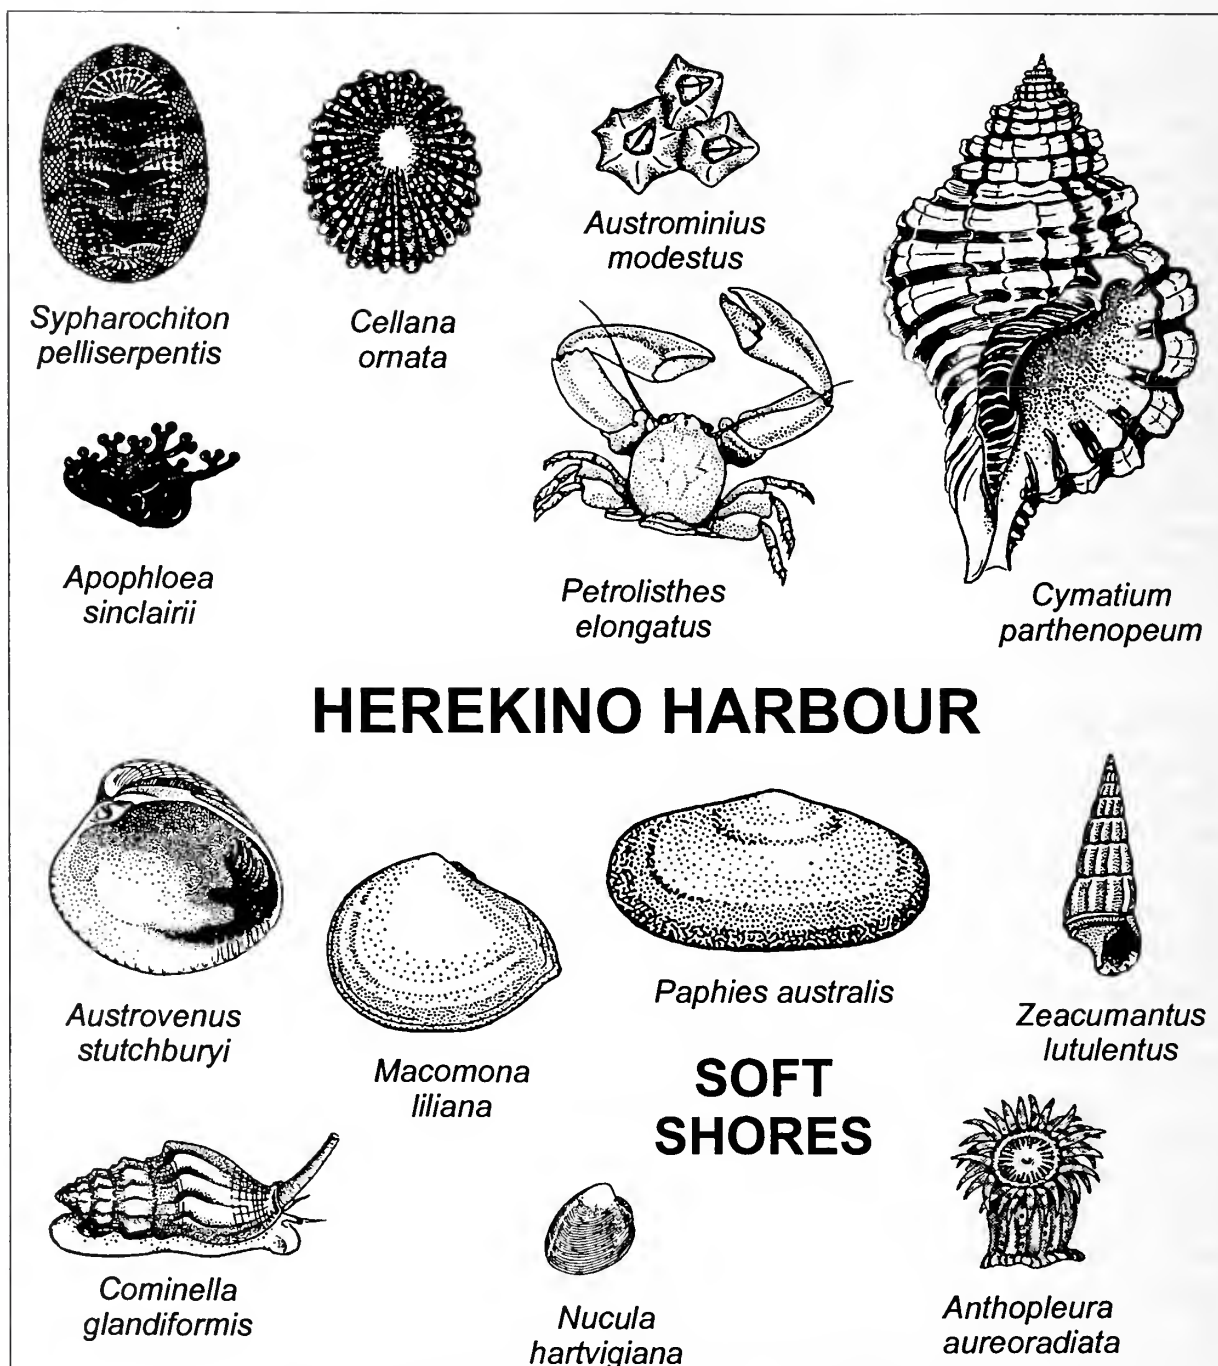 Sypharochiton
pelliserpentis
Cellana
ornata
Austrominius
modestus
Apophloea
sinclairii
Petrolisthes
elongatus
Cymatium
parthenopeum
HEREKINO HARBOUR
Austrovenus
stutchburyi
Macomona
liliana
Paphies australis
Zeacumantus
lutulentus
SOFT
SHORES
Cominella
glandiformis
Nucula
hartvigiana
Anthopleura
aureoradiata